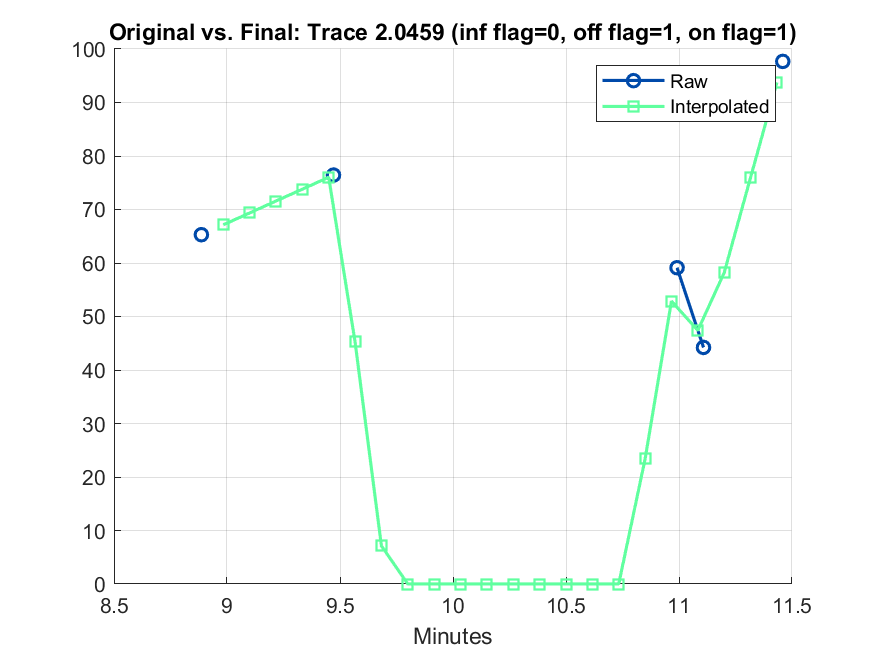 Original vs. Final: Trace 2.0459 (inf flag=0, off flag=1, on flag=1)
100
90
80
70
60
50
40
30
20
10
0
Raw
Interpolated
8.5 9 9.5 10 10.5 11 11.5
Minutes